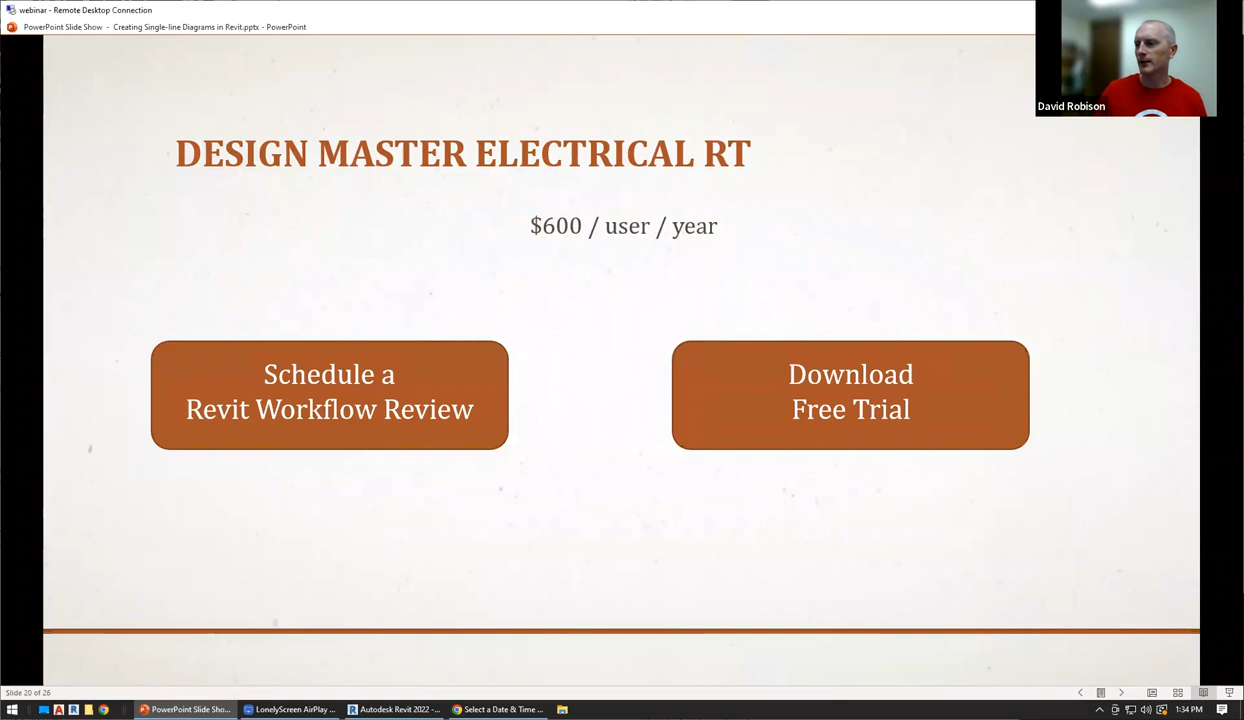 webinar - Remote Desktop Connection
PowerPoint Slide Show - Creating Single-line Diagrams in Revit.pptx - PowerPoint
David Robison
DESIGN MASTER ELECTRICAL RT
$600 / user / year
Schedule a
Revit Workflow Review
Download
Free Trial
Slide 20 of 26
PowerPoint Slide Sho...
LonelyScreen AirPlay ...
Autodesk Revit 2022 -...
Select a Date & Time ...
1:34 PM